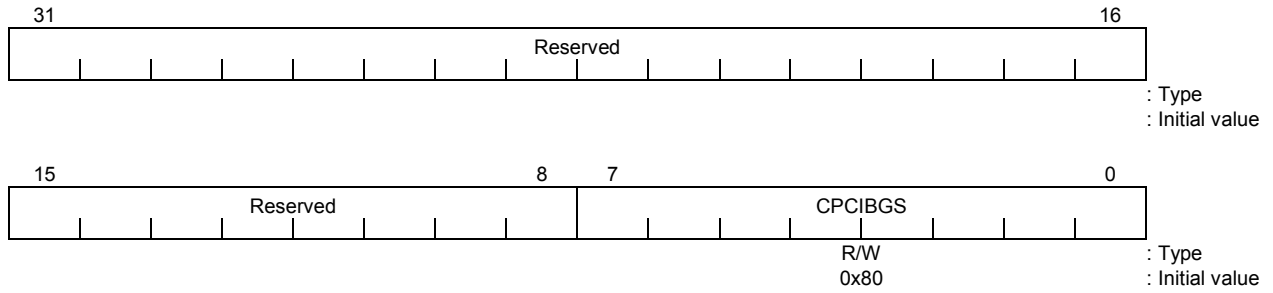 31 16
Reserved
: Type
: Initial value
15 8 7 0
Reserved CPCIBGS
R/W : Type
0x80 : Initial value